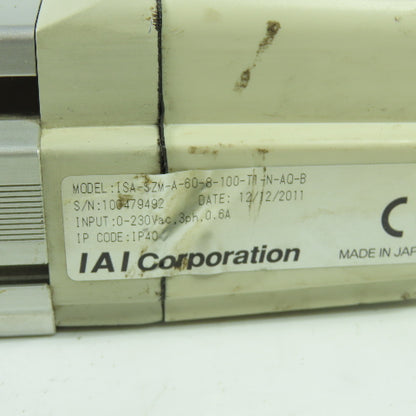 MODEL:ISA-SZM-A-60-8-100-T1-N-AQ-B
S/N:100479492 DATE: 12/12/2011
INPUT:0-230Vac.3ph.0.6A
IP CODE:IP40
IAI Corporation
MADE IN JAP